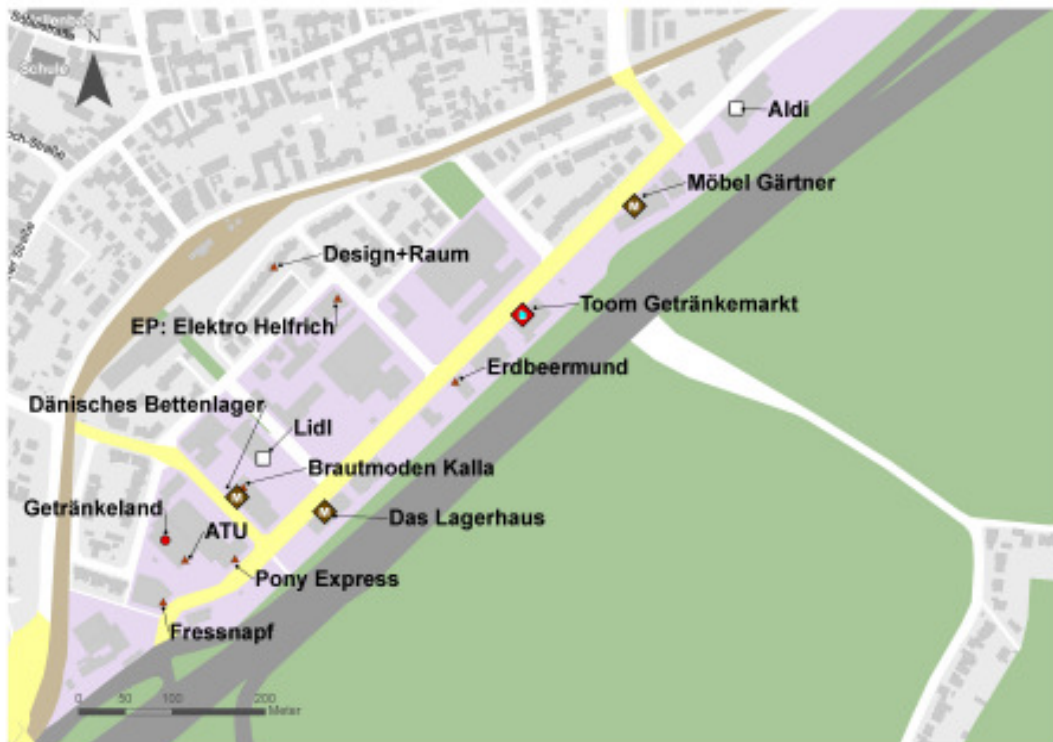 N
Schule
Aldi
Möbel Gärtner
Design+Raum
Toom Getränkemarkt
EP: Elektro Helfrich
Erdbeermund
Dänisches Bettenlager
Lidl
Brautmoden Kalla
Getränkeland
Das Lagerhaus
ATU
Pony Express
Fressnapf
0 50 100 200
Meter